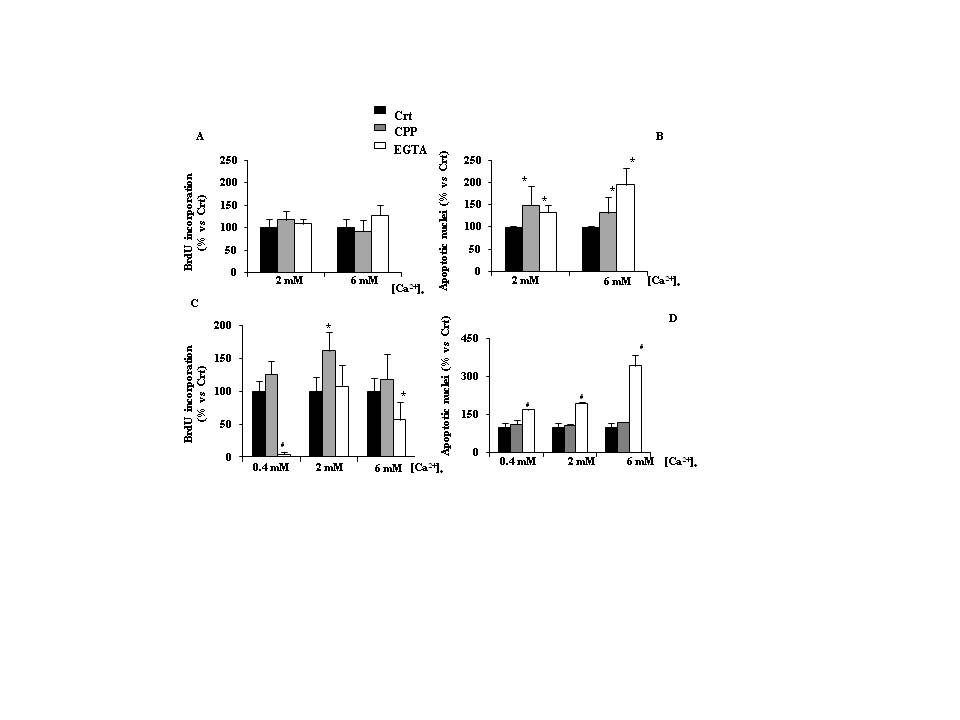 Crt
CPP
EGTA
A
BrdU incorporation
(% vs Crt)
250
200
150
100
50
0
2 mM
6 mM
[Ca²⁺]ₒ
B
Apoptotic nuclei (% vs Crt)
250
200
150
100
50
0
*
*
*
*
2 mM
6 mM
[Ca²⁺]ₒ
C
BrdU incorporation
(% vs Crt)
200
150
100
50
0
#
*
*
0.4 mM
2 mM
6 mM
[Ca²⁺]ₒ
D
Apoptotic nuclei (% vs Crt)
450
300
150
0
#
#
#
0.4 mM
2 mM
6 mM
[Ca²⁺]ₒ